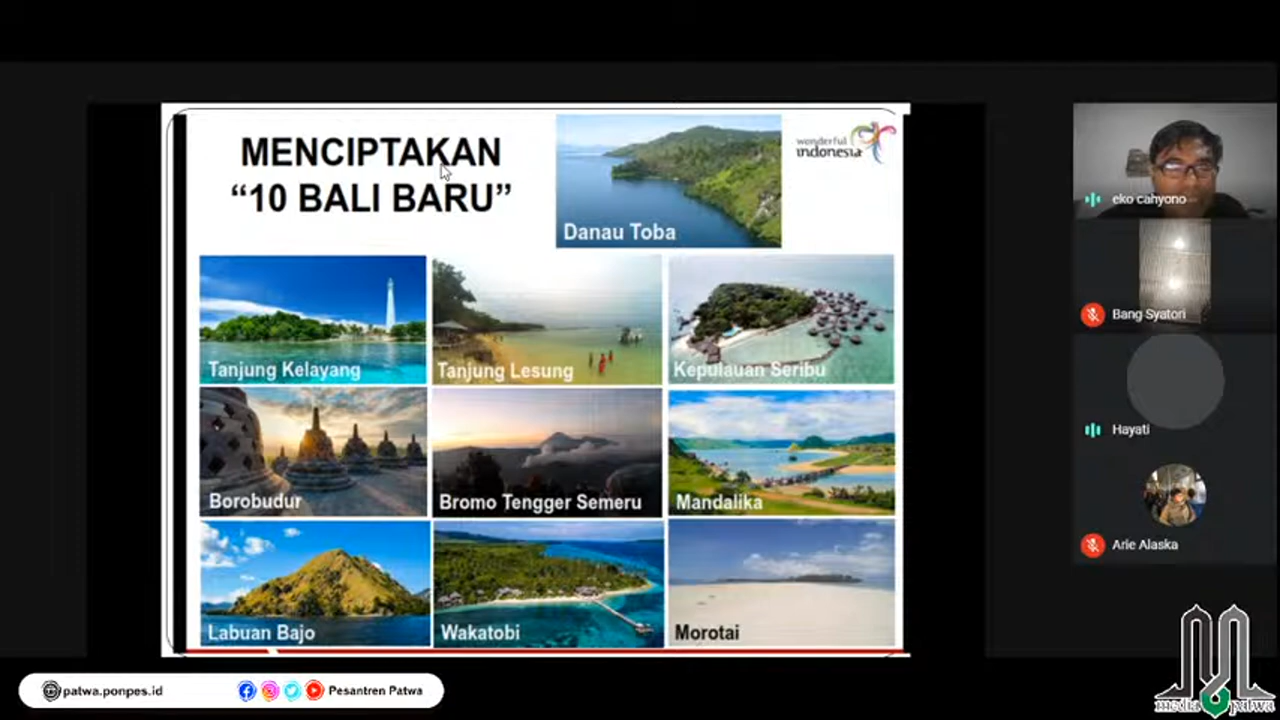 MENCIPTAKAN
“10 BALI BARU”
Danau Toba
wonderful
indonesia
Tanjung Kelayang
Tanjung Lesung
Kepulauan Seribu
Borobudur
Bromo Tengger Semeru
Mandalika
Labuan Bajo
Wakatobi
Morotai
eko cahyono
Bang Syatori
Hayati
Arie Alaska
patwa.ponpes.id
Pesantren Patwa
media patwa